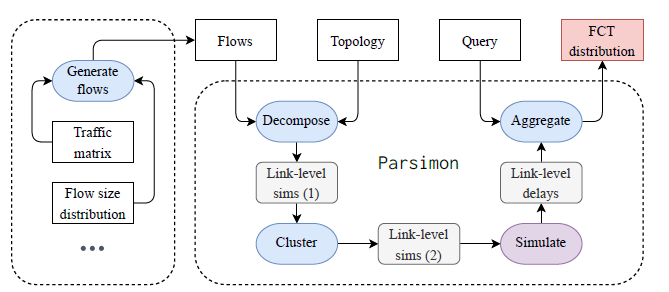 Generate
flows
Traffic
matrix
Flow size
distribution
Flows
Topology
Query
FCT
distribution
Decompose
Aggregate
Parsimon
Link-level
sims (1)
Link-level
delays
Cluster
Link-level
sims (2)
Simulate